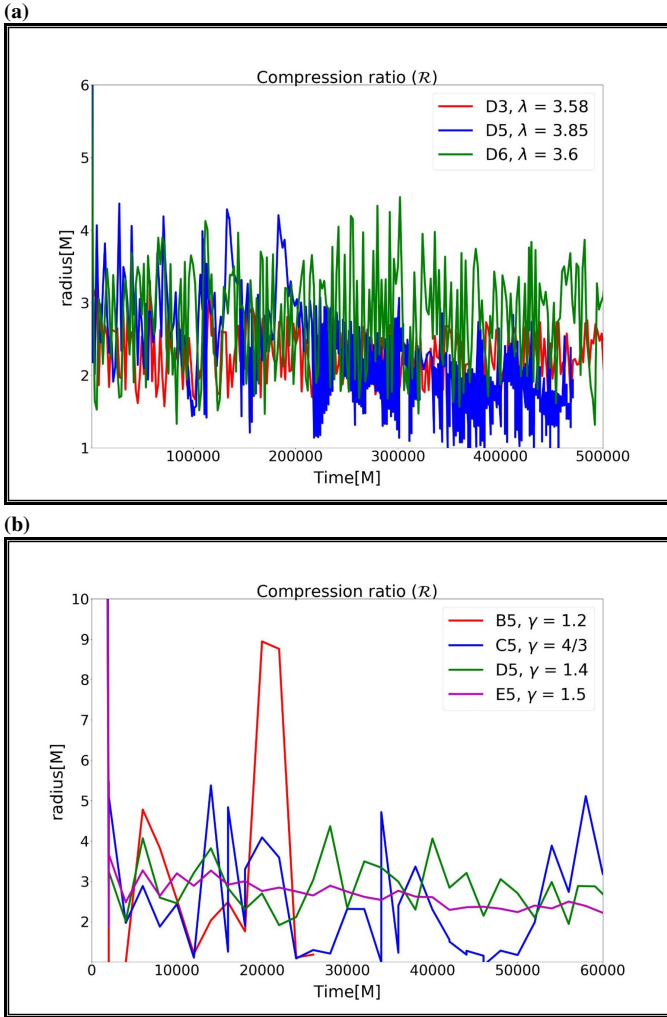 (a)
Compression ratio (𝓡)
D3, λ = 3.58
D5, λ = 3.85
D6, λ = 3.6
radius[M]
6
5
4
3
2
1
100000 200000 300000 400000 500000
Time[M]
(b)
Compression ratio (𝓡)
B5, γ = 1.2
C5, γ = 4/3
D5, γ = 1.4
E5, γ = 1.5
radius[M]
10
9
8
7
6
5
4
3
2
0 10000 20000 30000 40000 50000 60000
Time[M]